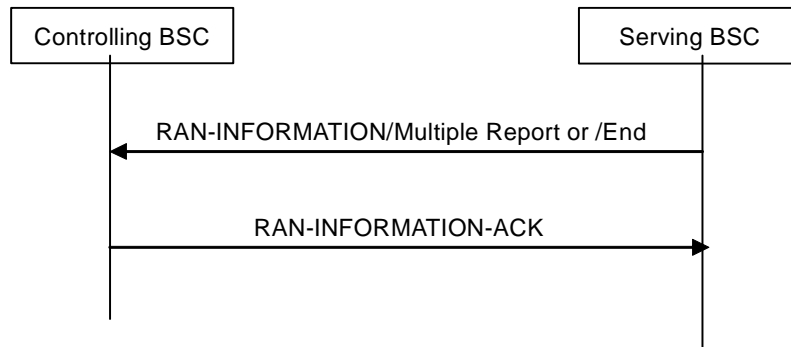 Controlling BSC
Serving BSC
RAN-INFORMATION/Multiple Report or /End
RAN-INFORMATION-ACK